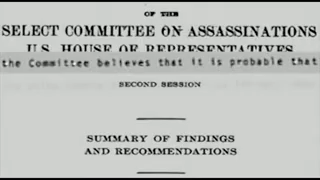 OF THE
SELECT COMMITTEE ON ASSASSINATIONS
U.S. HOUSE OF REPRESENTATIVES
the Committee believes that it is probable that
SECOND SESSION
SUMMARY OF FINDINGS
AND RECOMMENDATIONS